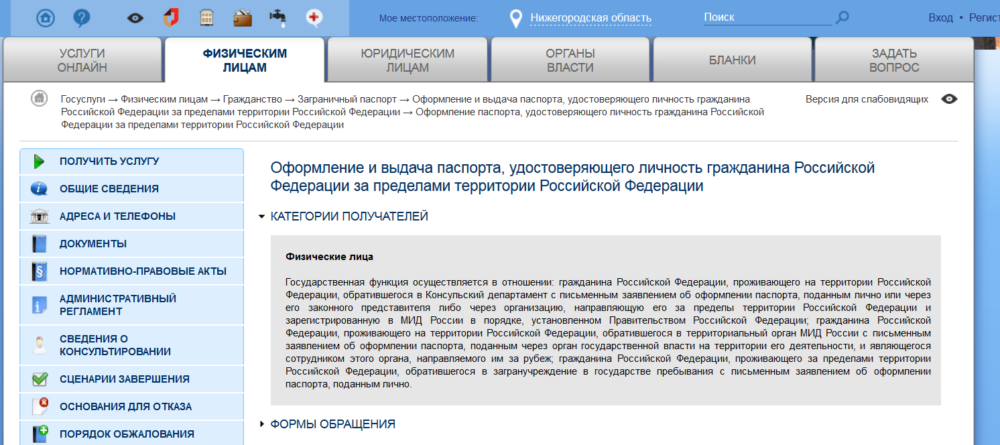 Мое местоположение:
Нижегородская область
Поиск
Вход • Регист
УСЛУГИ
ОНЛАЙН
ФИЗИЧЕСКИМ
ЛИЦАМ
ЮРИДИЧЕСКИМ
ЛИЦАМ
ОРГАНЫ
ВЛАСТИ
БЛАНКИ
ЗАДАТЬ
ВОПРОС
Госуслуги → Физическим лицам → Гражданство → Заграничный паспорт → Оформление и выдача паспорта, удостоверяющего личность гражданина
Российской Федерации за пределами территории Российской Федерации → Оформление паспорта, удостоверяющего личность гражданина Российской
Федерации за пределами территории Российской Федерации
Версия для слабовидящих
ПОЛУЧИТЬ УСЛУГУ
ОБЩИЕ СВЕДЕНИЯ
АДРЕСА И ТЕЛЕФОНЫ
ДОКУМЕНТЫ
НОРМАТИВНО-ПРАВОВЫЕ АКТЫ
АДМИНИСТРАТИВНЫЙ
РЕГЛАМЕНТ
СВЕДЕНИЯ О
КОНСУЛЬТИРОВАНИИ
СЦЕНАРИИ ЗАВЕРШЕНИЯ
ОСНОВАНИЯ ДЛЯ ОТКАЗА
ПОРЯДОК ОБЖАЛОВАНИЯ
Оформление и выдача паспорта, удостоверяющего личность гражданина Российской
Федерации за пределами территории Российской Федерации
КАТЕГОРИИ ПОЛУЧАТЕЛЕЙ
Физические лица
Государственная функция осуществляется в отношении: гражданина Российской Федерации, проживающего на территории Российской
Федерации, обратившегося в Консульский департамент с письменным заявлением об оформлении паспорта, поданным лично или через
его законного представителя либо через организацию, направляющую его за пределы территории Российской Федерации и
зарегистрированную в МИД России в порядке, установленном Правительством Российской Федерации; гражданина Российской
Федерации, проживающего на территории Российской Федерации, обратившегося в территориальный орган МИД России с письменным
заявлением об оформлении паспорта, поданным через орган государственной власти на территории его деятельности, и являющегося
сотрудником этого органа, направляемого им за рубеж; гражданина Российской Федерации, проживающего за пределами территории
Российской Федерации, обратившегося в загранучреждение в государстве пребывания с письменным заявлением об оформлении
паспорта, поданным лично.
ФОРМЫ ОБРАЩЕНИЯ